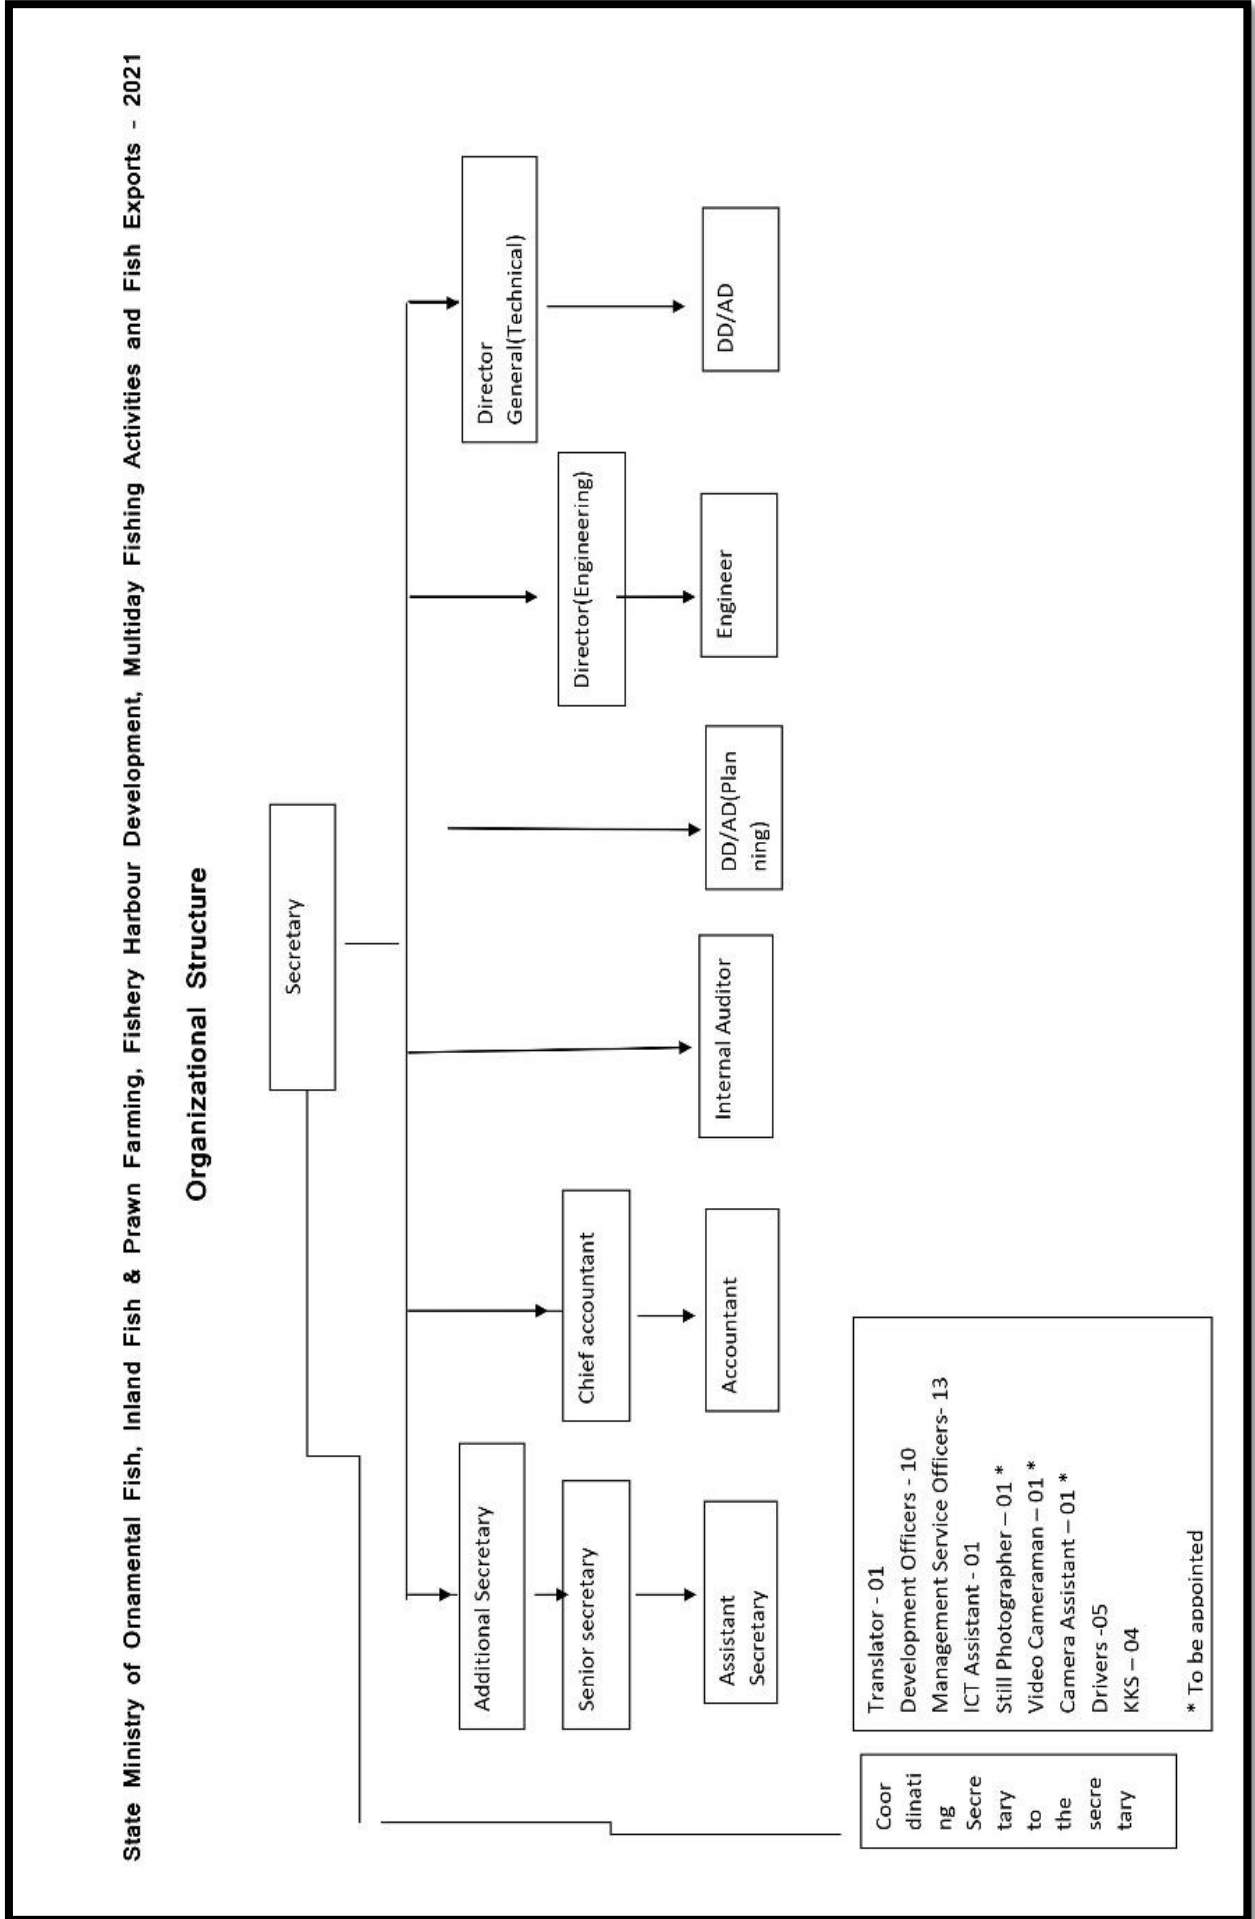 State Ministry of Ornamental Fish, Inland Fish & Prawn Farming, Fishery Harbour Development, Multiday Fishing Activities and Fish Exports - 2021
Organizational Structure
Secretary
Additional Secretary
Senior secretary
Assistant
Secretary
Chief accountant
Accountant
Internal Auditor
DD/AD(Plan
ning)
Director(Engineering)
Engineer
Director
General(Technical)
DD/AD
Coor
dinati
ng
Secre
tary
to
the
secre
tary
Translator - 01
Development Officers - 10
Management Service Officers- 13
ICT Assistant - 01
Still Photographer – 01 *
Video Cameraman – 01 *
Camera Assistant – 01 *
Drivers -05
KKS – 04
* To be appointed